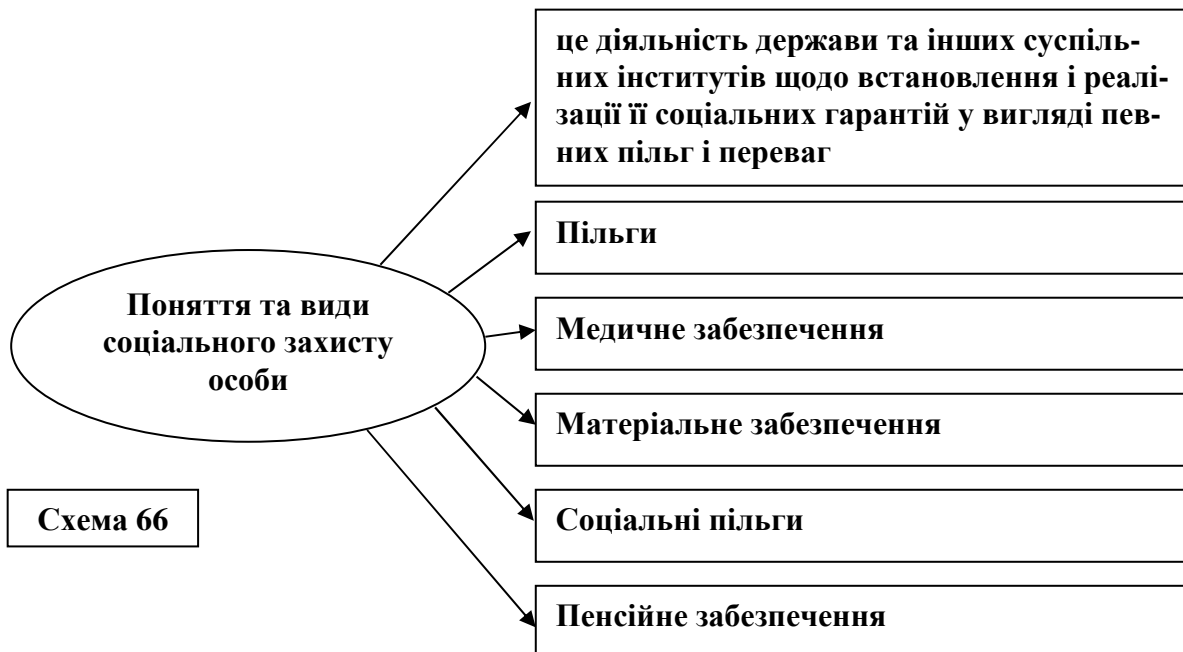 це діяльність держави та інших суспіль-
них інститутів щодо встановлення і реалі-
зації її соціальних гарантій у вигляді пев-
них пільг і переваг
Пільги
Поняття та види
соціального захисту
особи
Медичне забезпечення
Матеріальне забезпечення
Схема 66
Соціальні пільги
Пенсійне забезпечення